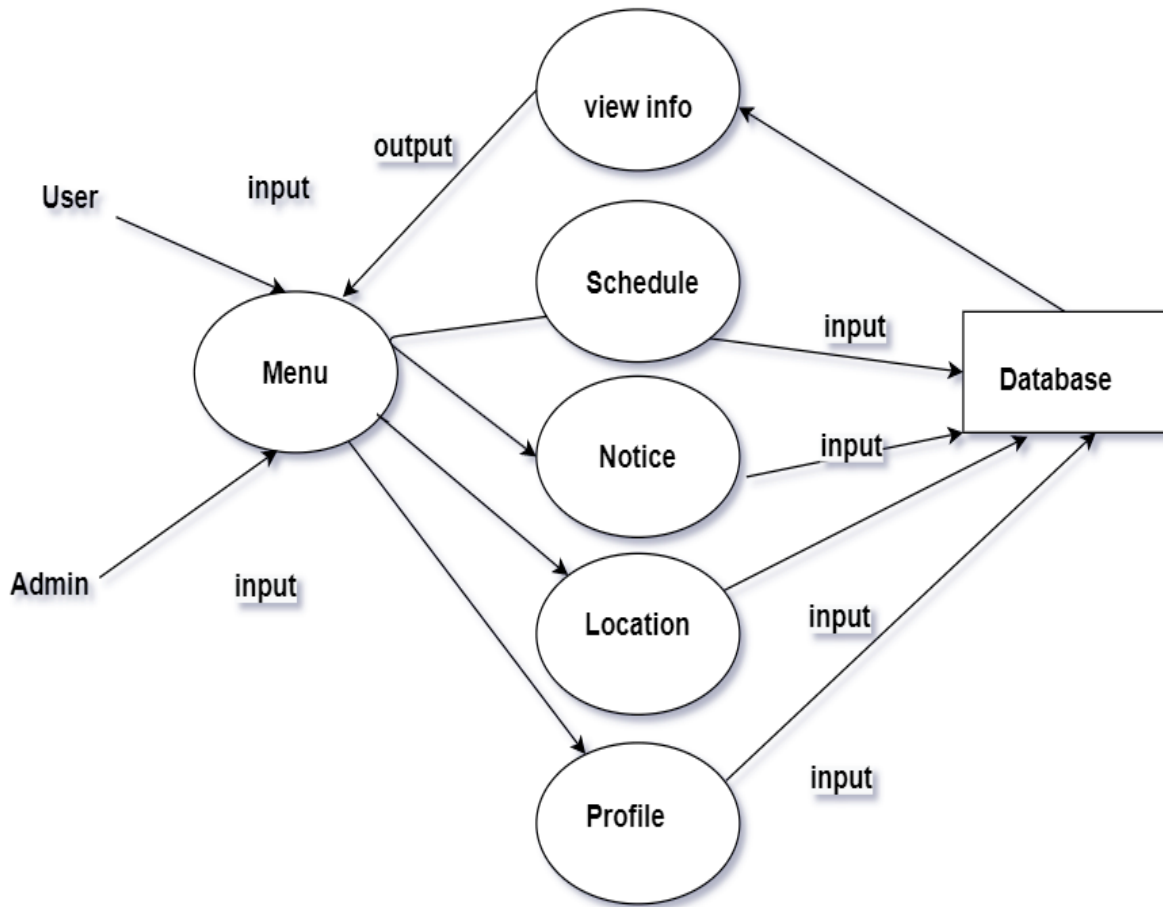 view info
output
input
User
Schedule
input
Menu
Database
Notice
input
Admin
input
Location
input
Profile
input